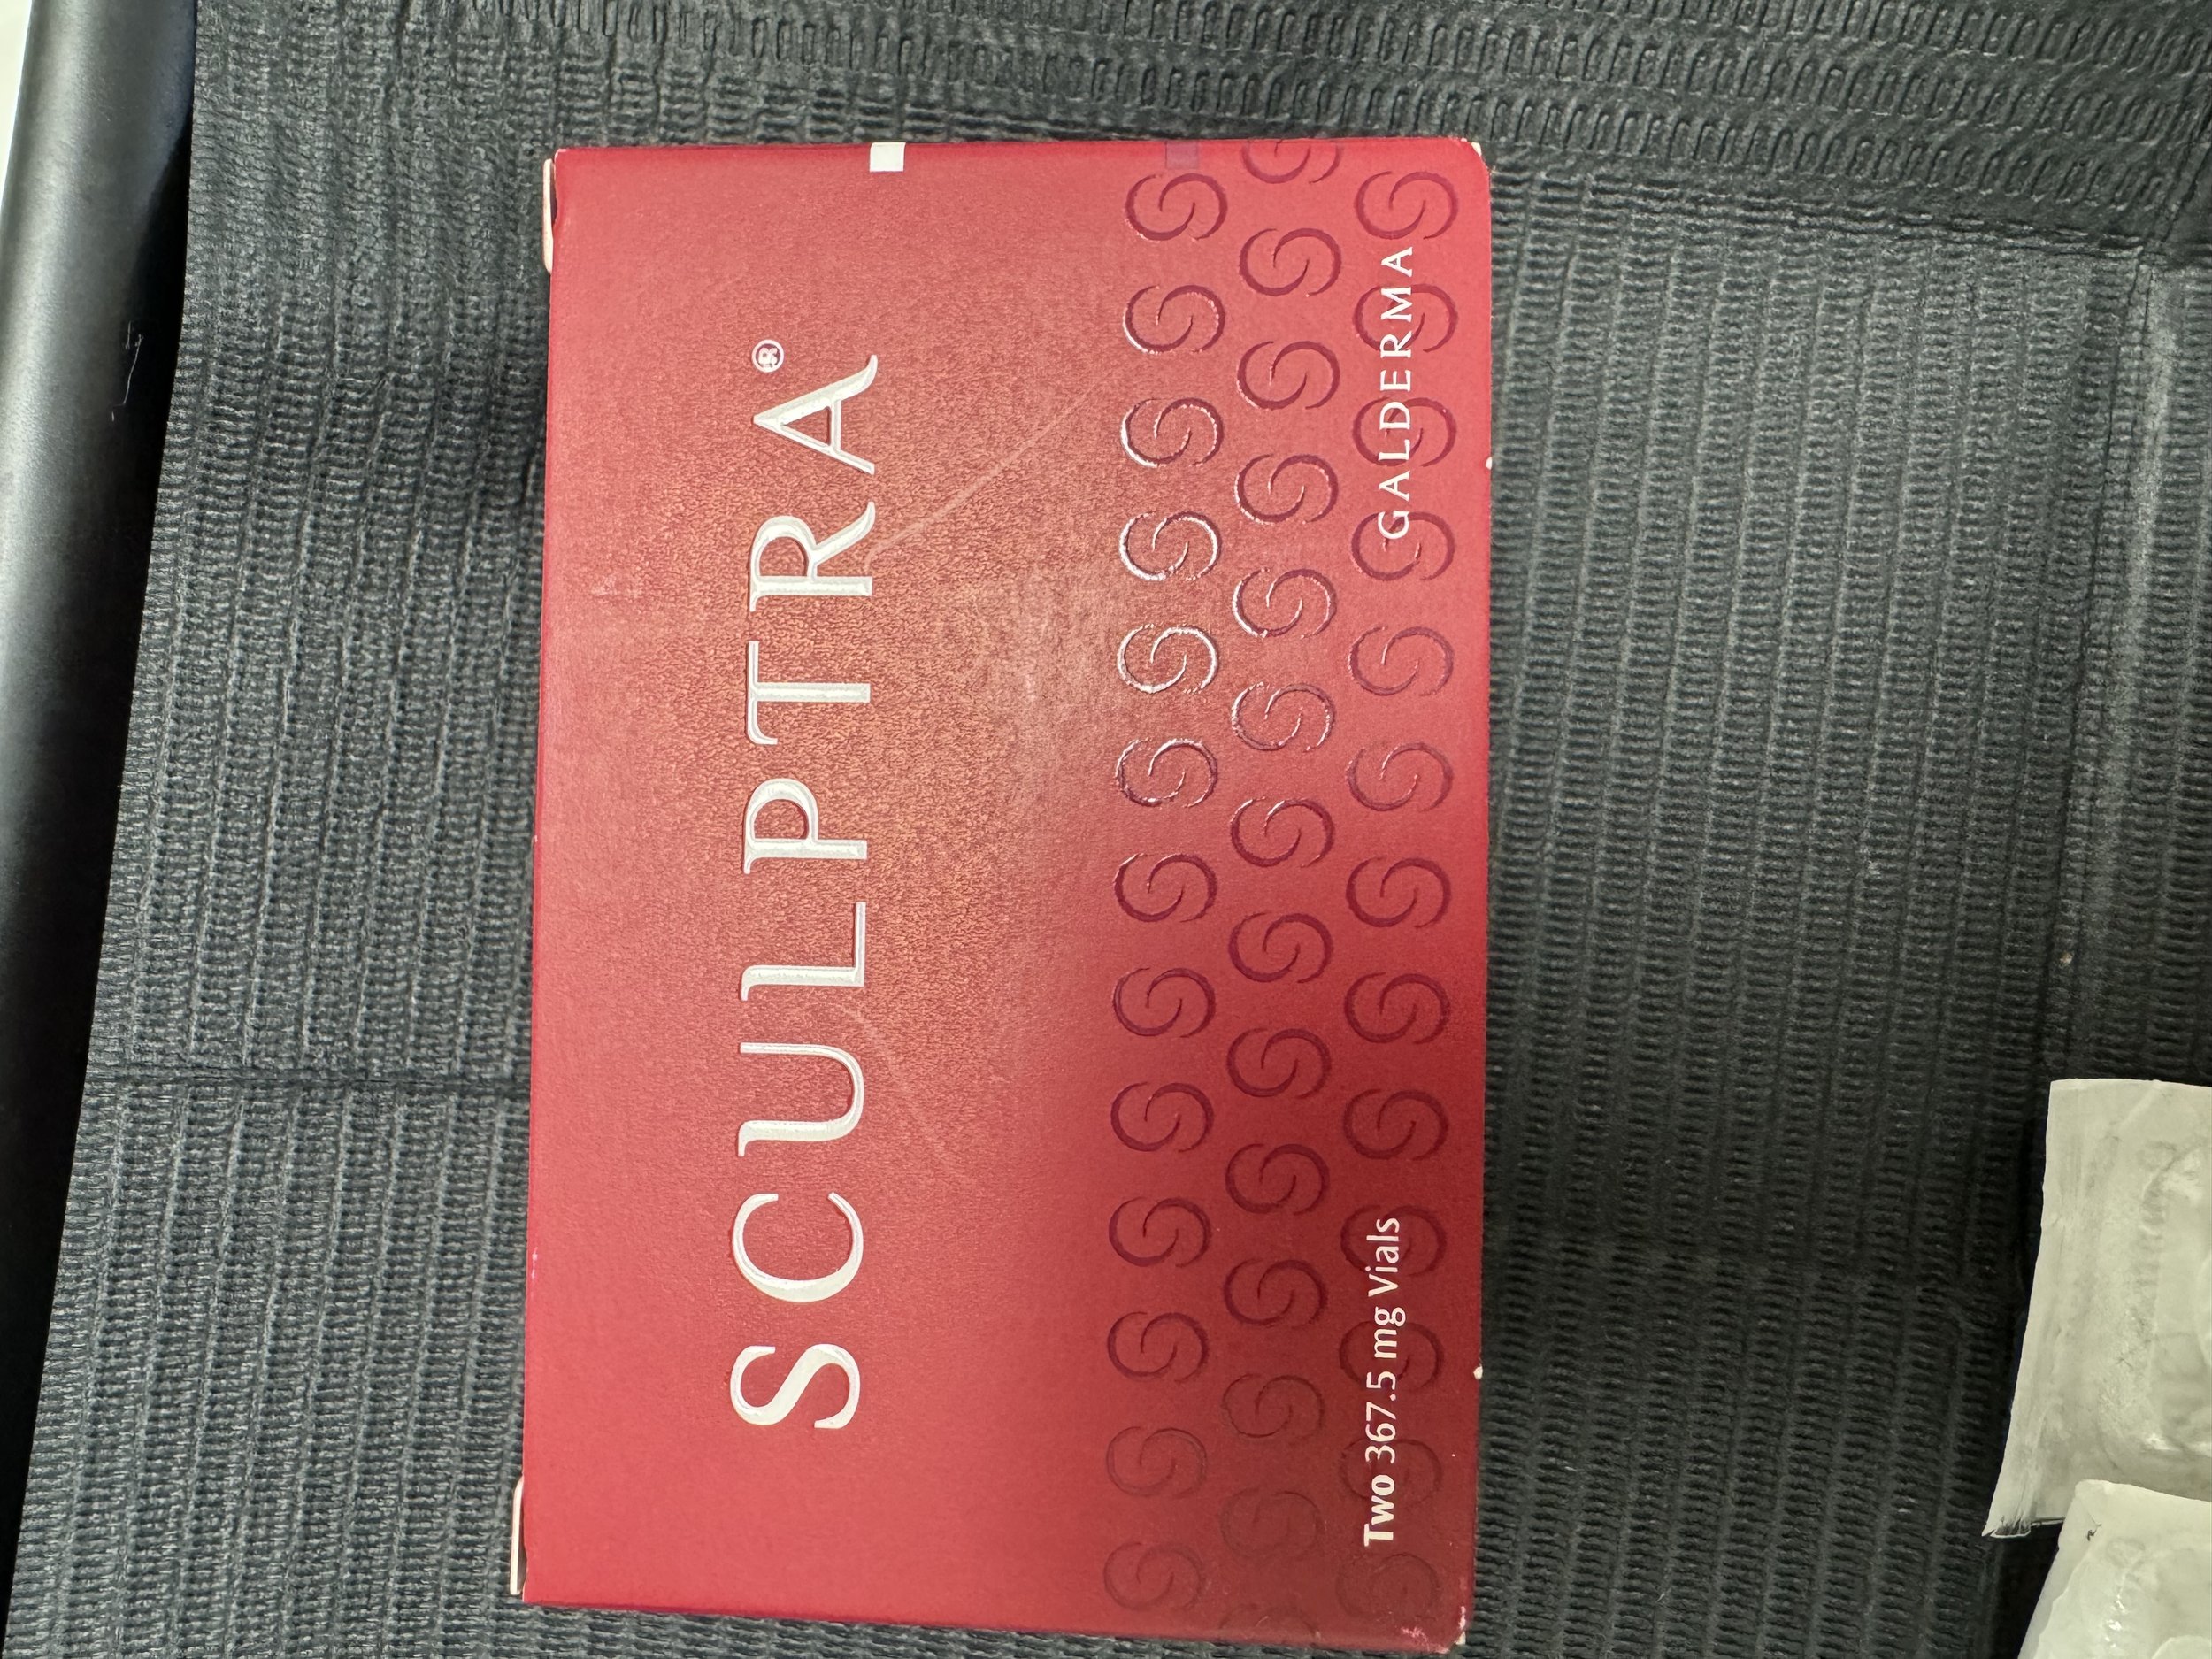 SCULPTRA®
Two 367.5 mg Vials
GALDERMA